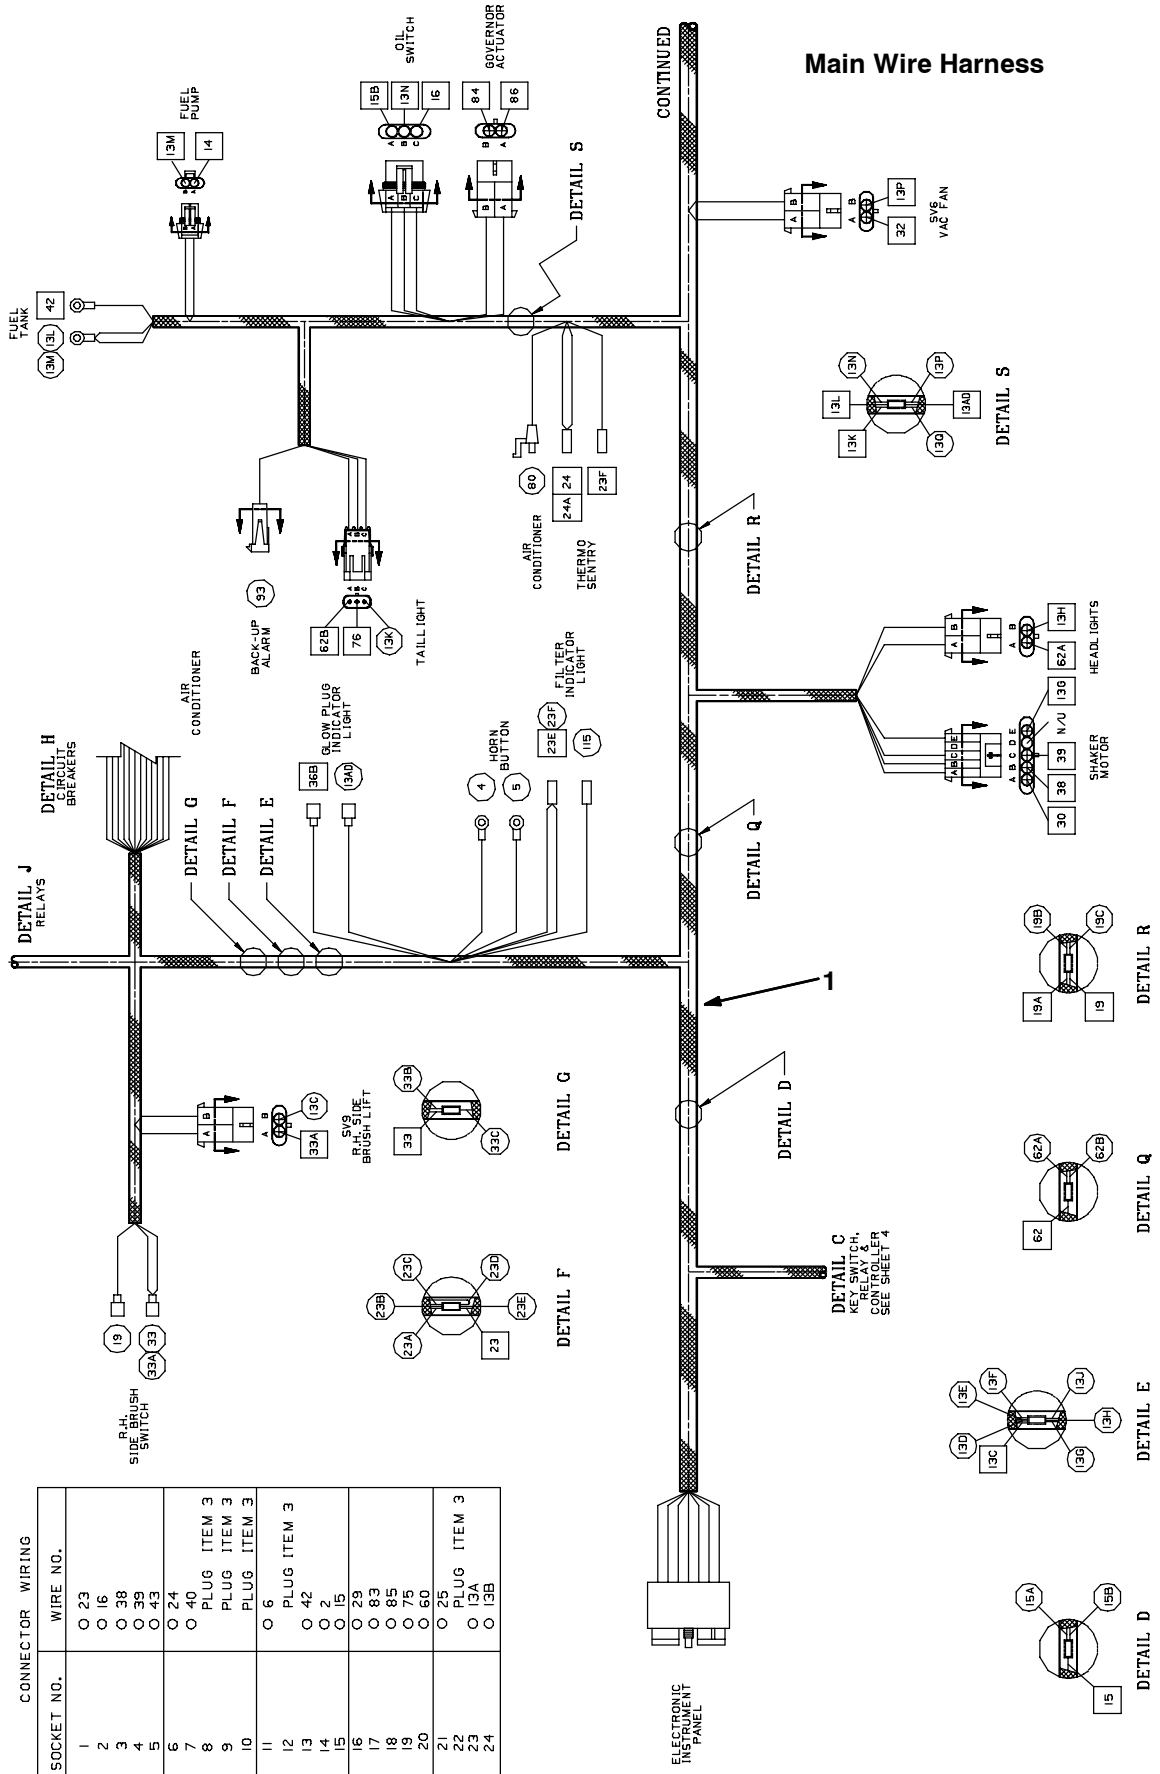 Main Wire Harness
CONTINUED
FUEL
TANK
42
13L
13M
FUEL
PUMP
13M
14
B
A
B
A
OIL
SWITCH
15B
13N
16
A
B
C
A
B
C
GOVERNOR
ACTUATOR
84
86
B
A
B
A
DETAIL S
BACK-UP
ALARM
93
TAILLIGHT
62B
76
13K
A
B
C
A
B
C
AIR
CONDITIONER
80
24A 24
THERMO
SENTRY
23F
SV6
VAC FAN
32
13P
A B
A B
DETAIL S
13K
13L
13N
13P
13Q
13AD
DETAIL R
HEADLIGHTS
62A
13H
A B
A B
SHAKER
MOTOR
30
38
39
N/U
13G
A B C D E
A B C D E
DETAIL Q
DETAIL J
RELAYS
DETAIL H
CIRCUIT
BREAKERS
AIR
CONDITIONER
DETAIL G
DETAIL F
DETAIL E
GLOW PLUG
INDICATOR
LIGHT
36B
13AD
HORN
BUTTON
4
5
FILTER
INDICATOR
LIGHT
23E 23F
115
1
DETAIL D
R.H.
SIDE BRUSH
SWITCH
19
33A 33
SV9
R.H. SIDE
BRUSH LIFT
33A
13C
A B
A B
DETAIL G
33
33B
33C
DETAIL F
23A
23B
23C
23D
23E
23
DETAIL C
KEY SWITCH,
RELAY &
CONTROLLER
SEE SHEET 4
DETAIL R
19A
19B
19C
19
DETAIL Q
62
62A
62B
DETAIL E
13C
13D
13E
13F
13J
13H
13G
DETAIL D
15
15A
15B
ELECTRONIC
INSTRUMENT
PANEL
CONNECTOR WIRING
SOCKET NO. WIRE NO.
1 23
2 16
3 38
4 39
5 43
6 24
7 40
8 PLUG ITEM 3
9 PLUG ITEM 3
10 PLUG ITEM 3
11 6
12 PLUG ITEM 3
13 42
14 2
15 15
16 29
17 83
18 85
19 75
20 60
21 25
22 PLUG ITEM 3
23 13A
24 13B